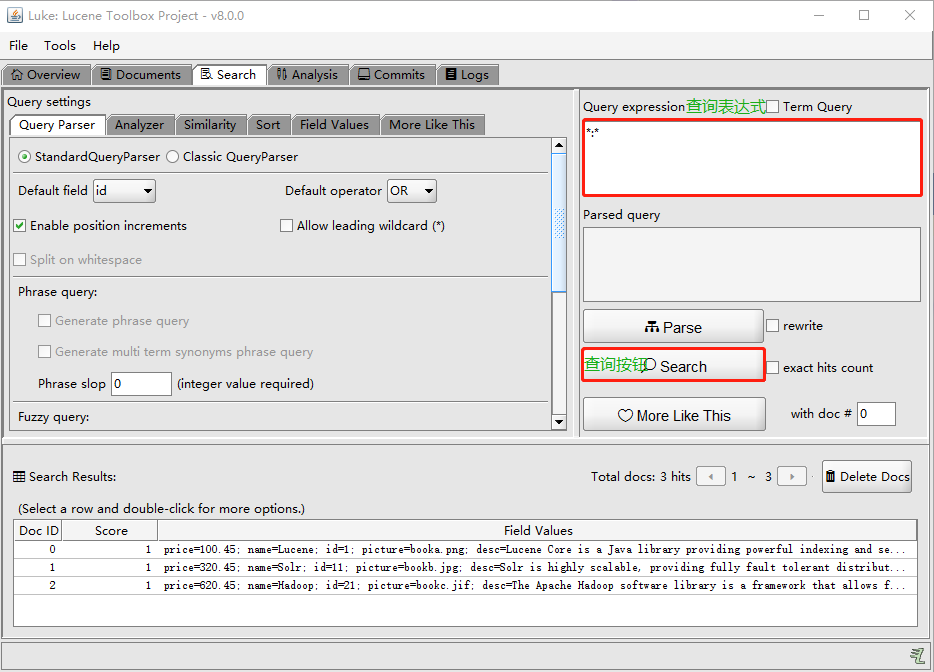 Luke: Lucene Toolbox Project - v8.0.0
File Tools Help
Overview Documents Search Analysis Commits Logs
Query settings
Query Parser Analyzer Similarity Sort Field Values More Like This
StandardQueryParser Classic QueryParser
Default field id Default operator OR
Enable position increments Allow leading wildcard (*)
Split on whitespace
Phrase query:
Generate phrase query
Generate multi term synonyms phrase query
Phrase slop 0 (integer value required)
Fuzzy query:
Query expression 查询表达式 Term Query
*:*
Parsed query
Parse rewrite
查询按钮 Search exact hits count
More Like This with doc # 0
Search Results: Total docs: 3 hits 1 ~ 3 Delete Docs
(Select a row and double-click for more options.)
Doc ID Score Field Values
0 1 price=100.45; name=Lucene; id=1; picture=booka.png; desc=Lucene Core is a Java library providing powerful indexing and se...
1 1 price=320.45; name=Solr; id=11; picture=bookb.jpg; desc=Solr is highly scalable, providing fully fault tolerant distribut...
2 1 price=620.45; name=Hadoop; id=21; picture=bookc.jif; desc=The Apache Hadoop software library is a framework that allows f...